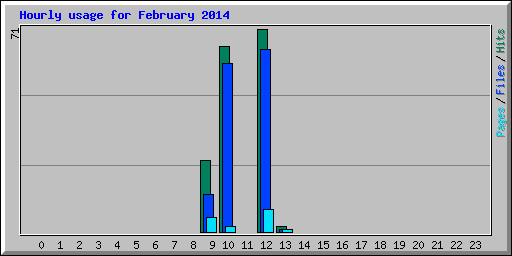 Hourly usage for February 2014
71
Pages/Files/Hits
0 1 2 3 4 5 6 7 8 9 10 11 12 13 14 15 16 17 18 19 20 21 22 23